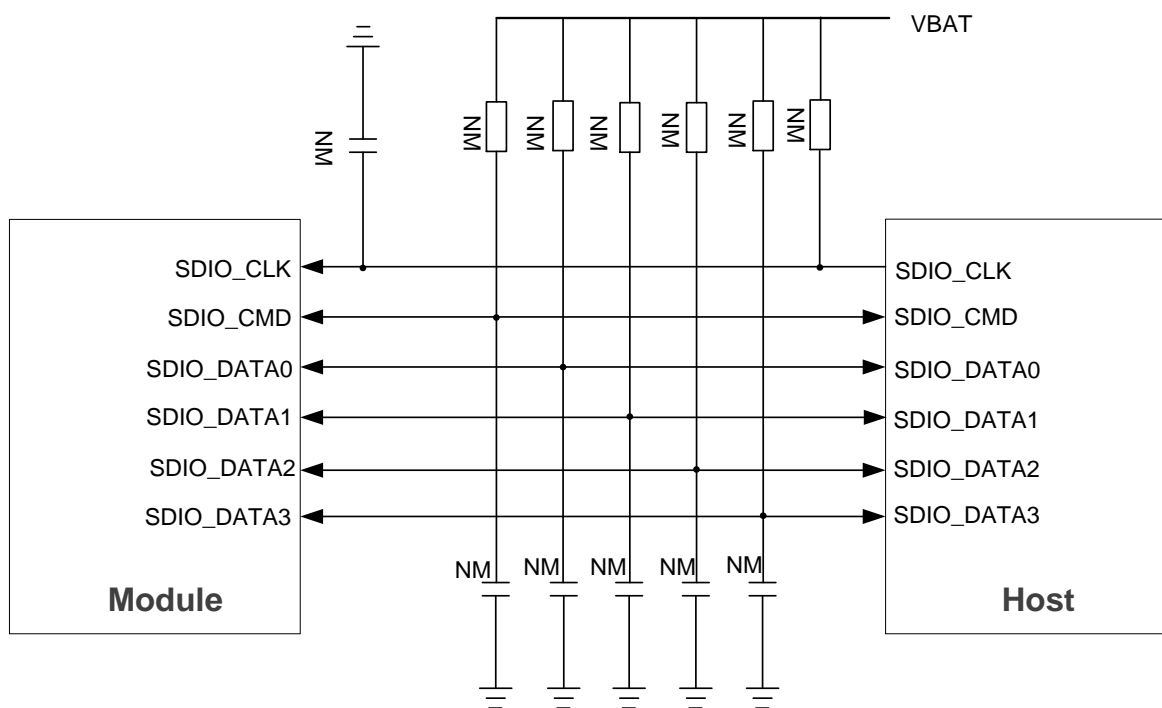 VBAT
NM
NM
NM
NM
NM
NM
NM
SDIO_CLK
SDIO_CLK
SDIO_CMD
SDIO_CMD
SDIO_DATA0
SDIO_DATA0
SDIO_DATA1
SDIO_DATA1
SDIO_DATA2
SDIO_DATA2
SDIO_DATA3
SDIO_DATA3
NM
NM
NM
NM
NM
Module
Host